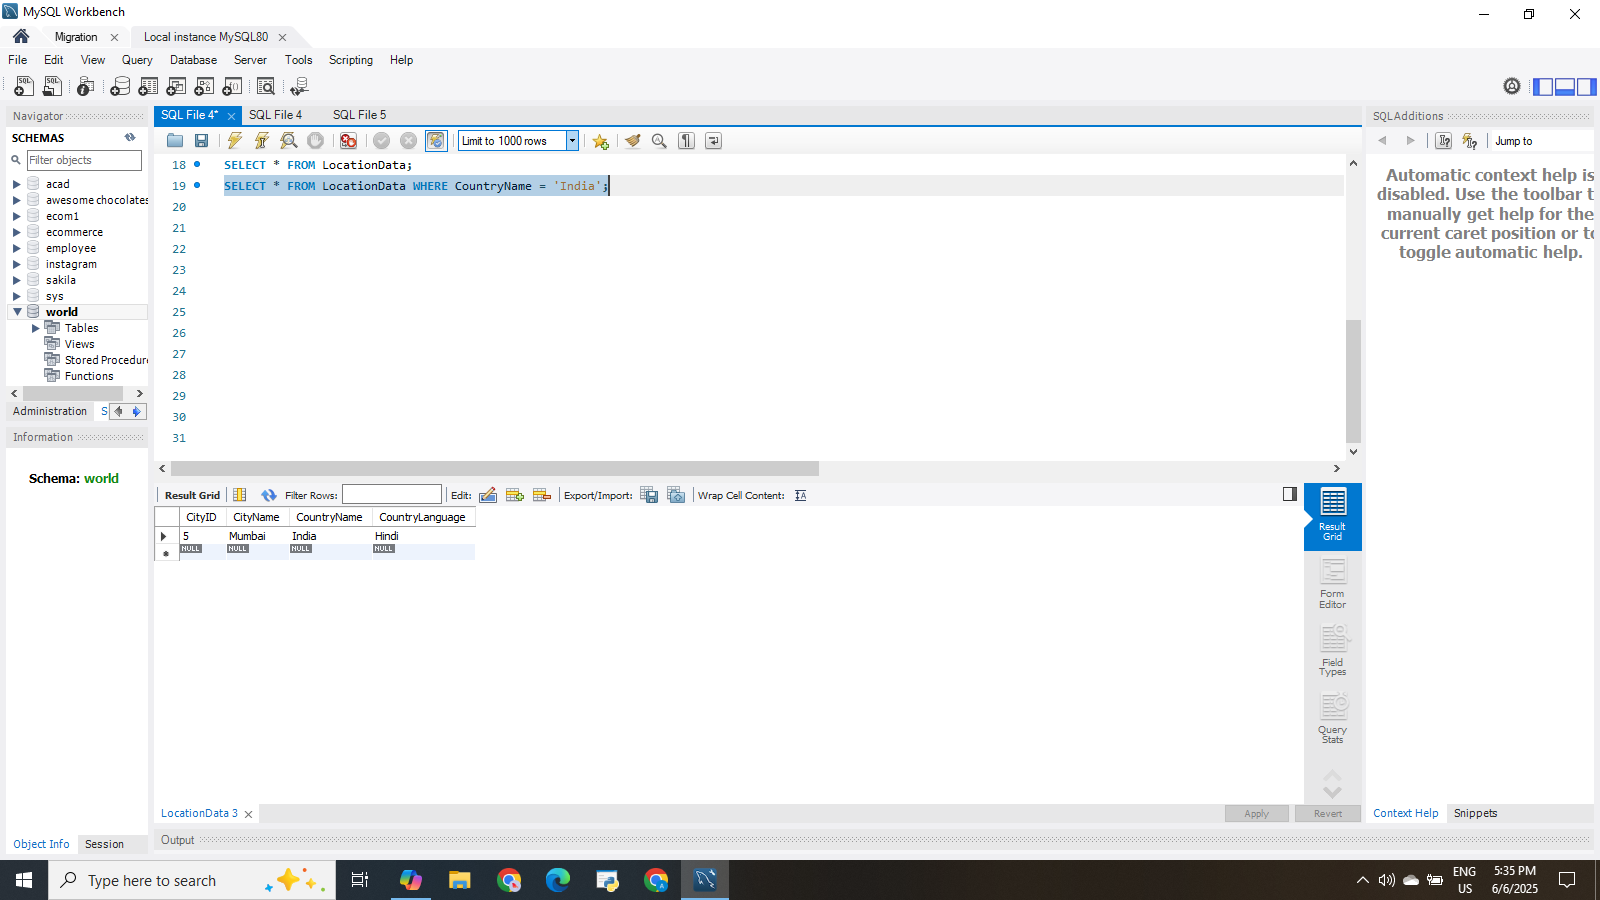 MySQL Workbench
Migration
Local instance MySQL80
File Edit View Query Database Server Tools Scripting Help
Navigator
SCHEMAS
Filter objects
acad
awesome chocolates
ecom1
ecommerce
employee
instagram
sakila
sys
world
Tables
Views
Stored Procedur
Functions
Administration S
Information
Schema: world
Object Info Session
SQL File 4* SQL File 4 SQL File 5
Limit to 1000 rows
18 SELECT * FROM LocationData;
19 SELECT * FROM LocationData WHERE CountryName = 'India';
20
21
22
23
24
25
26
27
28
29
30
31
Result Grid Filter Rows: Edit: Export/Import: Wrap Cell Content:
CityID CityName CountryName CountryLanguage
5 Mumbai India Hindi
NULL NULL NULL NULL
Result
Grid
Form
Editor
Field
Types
Query
Stats
LocationData 3
Apply Revert
Output
SQLAdditions
Jump to
Automatic context help is
disabled. Use the toolbar t
manually get help for the
current caret position or to
toggle automatic help.
Context Help Snippets
Type here to search
ENG
US
5:35 PM
6/6/2025